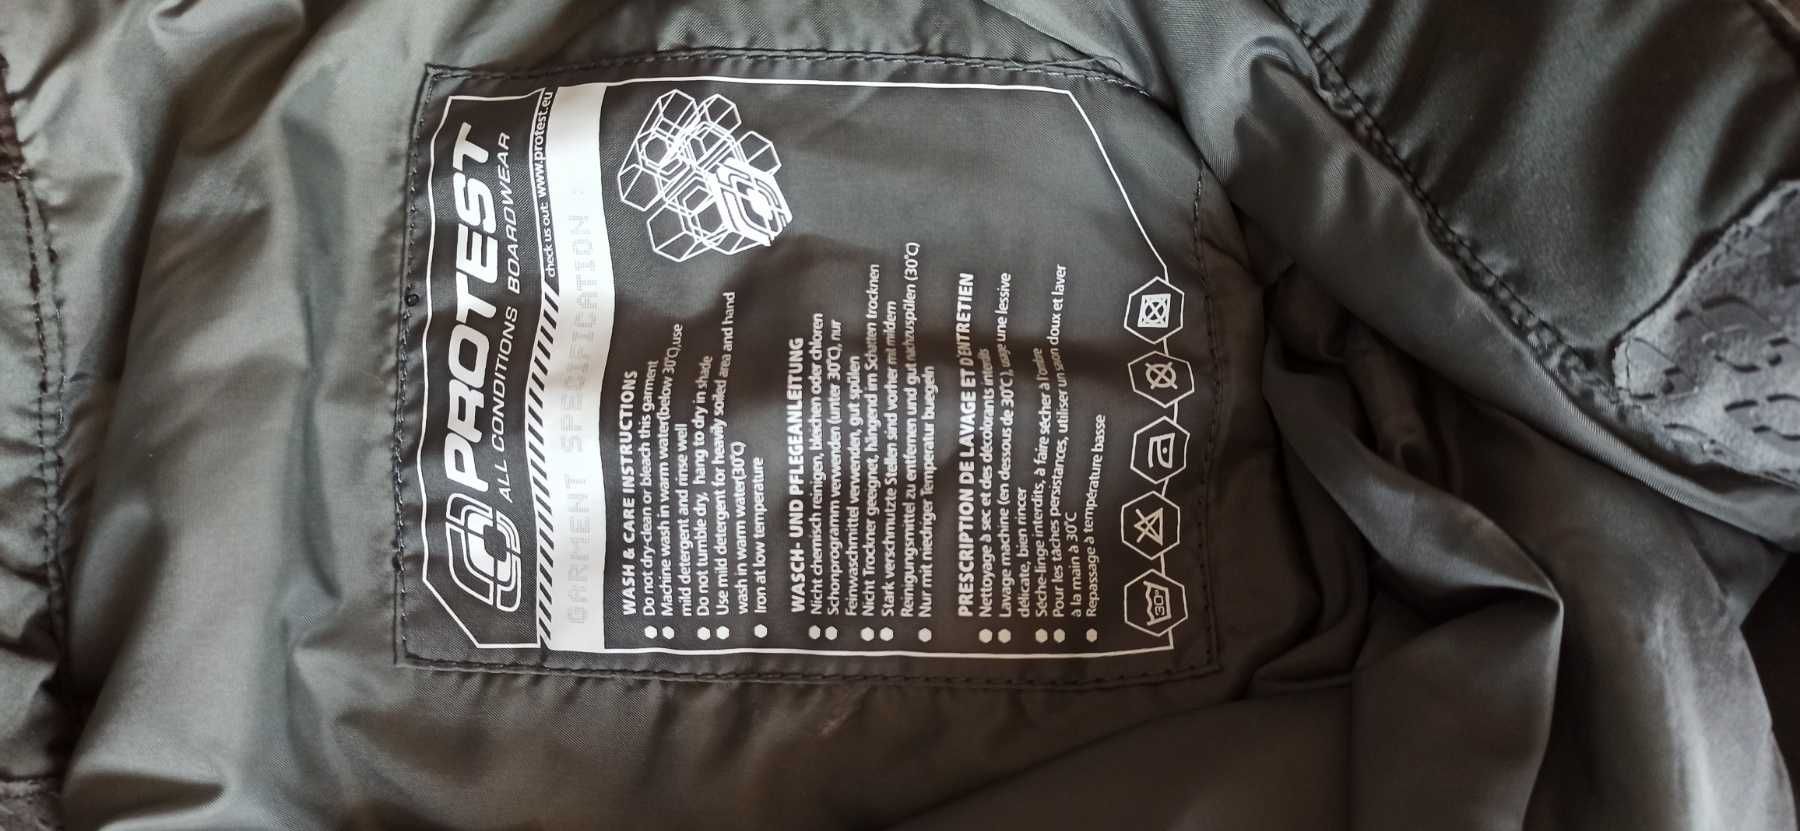 PROTEST
ALL CONDITIONS BOARDWEAR
check us out: www.protest.eu
GARMENT SPECIFICATION :
WASH & CARE INSTRUCTIONS
Do not dry-clean or bleach this garment
Machine wash in warm water(below 30°C),use
mild detergent and rinse well
Do not tumble dry, hang to dry in shade
Use mild detergent for heavily soiled area and hand
wash in warm water(30°C)
Iron at low temperature
WASCH- UND PFLEGEANLEITUNG
Nicht chemisch reinigen, bleichen oder chloren
Schonprogramm verwenden (unter 30°C), nur
Feinwaschmittel verwenden, gut spülen
Nicht Trockner geeignet, hängend im Schatten trocknen
Stark verschmutzte Stellen sind vorher mit mildem
Reinigungsmittel zu entfernen und gut nachzuspülen (30°C)
Nur mit niedriger Temperatur buegeln
PRESCRIPTION DE LAVAGE ET D'ENTRETIEN
Nettoyage à sec et des décolorants interdits
Lavage machine (en dessous de 30°C), usage une lessive
délicate, bien rincer
Sèche-linge interdits, à faire sécher à l'ombre
Pour les taches persistances, utiliser un savon doux et laver
à la main à 30°C
Repassage à température basse
30°